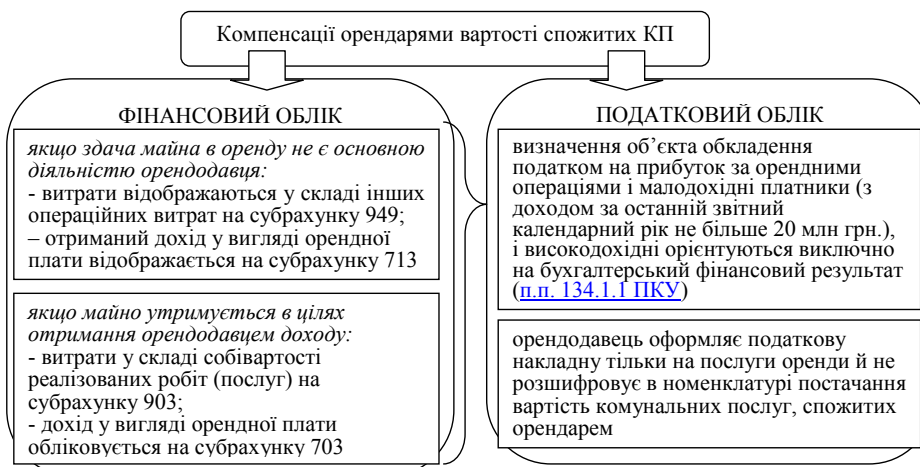 Компенсації орендарями вартості спожитих КП
ФІНАНСОВИЙ ОБЛІК
якщо здача майна в оренду не є основною
діяльністю орендодавця:
- витрати відображаються у складі інших
операційних витрат на субрахунку 949;
– отриманий дохід у вигляді орендної
плати відображається на субрахунку 713
якщо майно утримується в цілях
отримання орендодавцем доходу:
- витрати у складі собівартості
реалізованих робіт (послуг) на
субрахунку 903;
- дохід у вигляді орендної плати
обліковується на субрахунку 703
ПОДАТКОВИЙ ОБЛІК
визначення об’єкта обкладення
податком на прибуток за орендними
операціями і малодохідні платники (з
доходом за останній звітний
календарний рік не більше 20 млн грн.),
і високодохідні орієнтуються виключно
на бухгалтерський фінансовий результат
(п.п. 134.1.1 ПКУ)
орендодавець оформляє податкову
накладну тільки на послуги оренди й не
розшифровує в номенклатурі постачання
вартість комунальних послуг, спожитих
орендарем